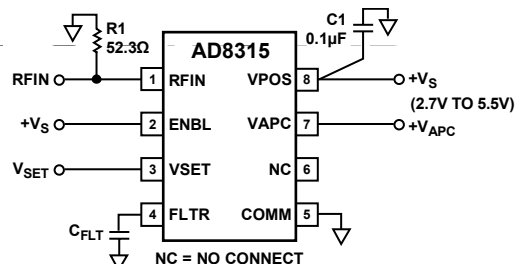 R1
52.3Ω
C1
0.1µF
AD8315
RFIN 1 RFIN VPOS 8 +VS
(2.7V TO 5.5V)
+VS 2 ENBL VAPC 7 +VAPC
VSET 3 VSET NC 6
4 FLTR COMM 5
CFLT
NC = NO CONNECT